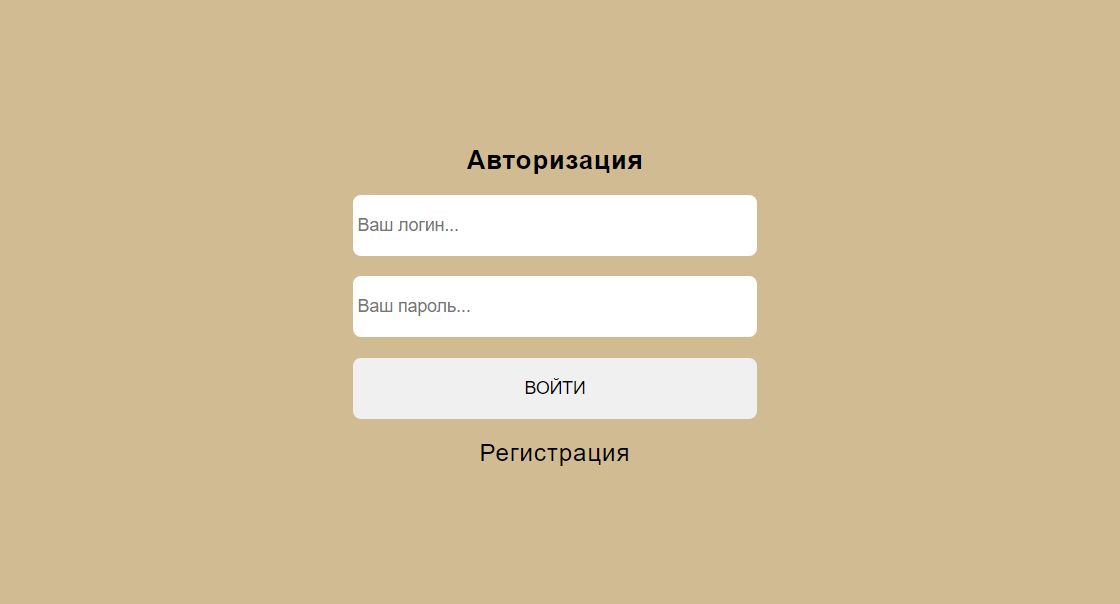 Авторизация
Ваш логин...
Ваш пароль...
ВОЙТИ
Регистрация